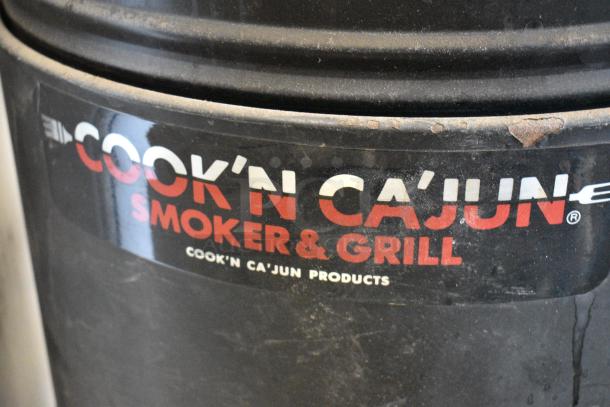 COOK'N CA'JUN®
SMOKER & GRILL
COOK'N CA'JUN PRODUCTS